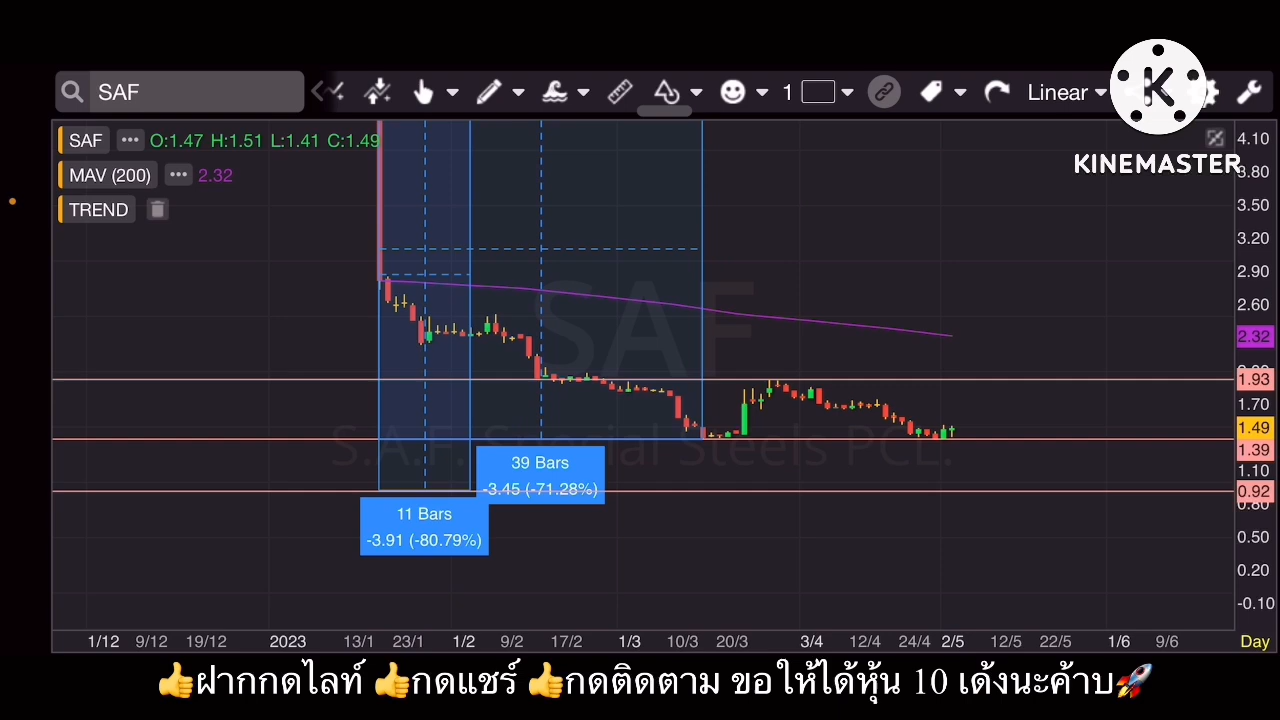 SAF
1
Linear
KINEMASTER
SAF ••• O:1.47 H:1.51 L:1.41 C:1.49
MAV (200) ••• 2.32
TREND
4.10
3.80
3.50
3.20
2.90
2.60
2.32
1.93
1.70
1.49
1.39
1.10
0.92
0.80
0.50
0.20
-0.10
SAF
S.A.F. Special Steels PCL.
39 Bars
-3.45 (-71.28%)
11 Bars
-3.91 (-80.79%)
1/12 9/12 19/12 2023 13/1 23/1 1/2 9/2 17/2 1/3 10/3 20/3 3/4 12/4 24/4 2/5 12/5 22/5 1/6 9/6 Day
👍ฝากกดไลท์ 👍กดแชร์ 👍กดติดตาม ขอให้ได้หุ้น 10 เด้งนะค้าบ🚀